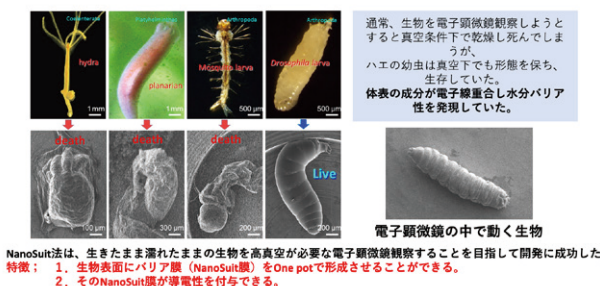 Coelenterata
Platyhelminthes
Arthropoda
Arthropoda
hydra
planarian
Mosquito larva
Drosophila larva
1 mm
1 mm
500 µm
500 µm
death
death
death
Live
100 µm
300 µm
200 µm
500 µm
通常、生物を電子顕微鏡観察しようと
すると真空条件下で乾燥し死んでしま
うが、
ハエの幼虫は真空下でも形態を保ち、
生存していた。
体表の成分が電子線重合し水分バリア
性を発現していた。
電子顕微鏡の中で動く生物
NanoSuit法は、生きたまま濡れたままの生物を高真空が必要な電子顕微鏡観察することを目指して開発に成功した
特徴； １．生物表面にバリア膜（NanoSuit膜）をOne potで形成させることができる。
２．そのNanoSuit膜が導電性を付与できる。